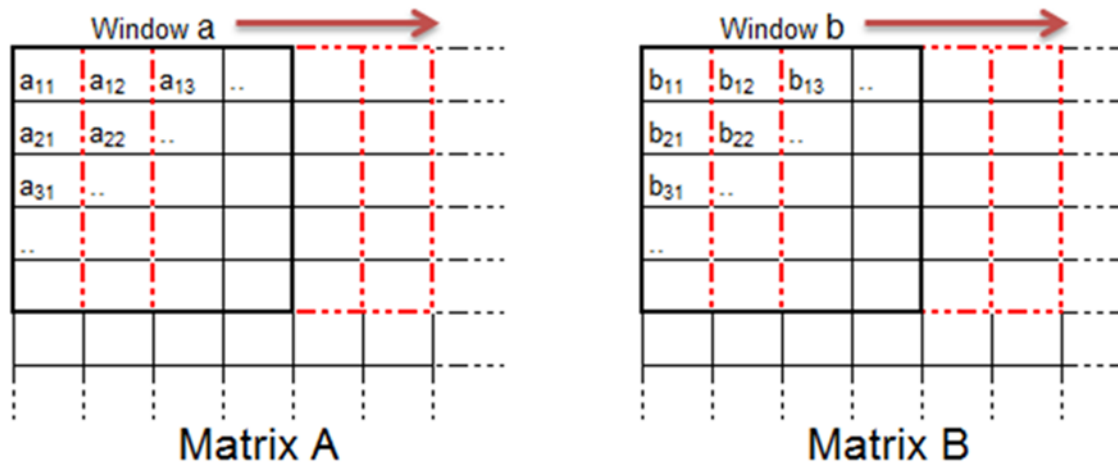 Window a
Window b
a₁₁ a₁₂ a₁₃ ..
b₁₁ b₁₂ b₁₃ ..
a₂₁ a₂₂ ..
b₂₁ b₂₂ ..
a₃₁ ..
b₃₁ ..
..
..
Matrix A
Matrix B